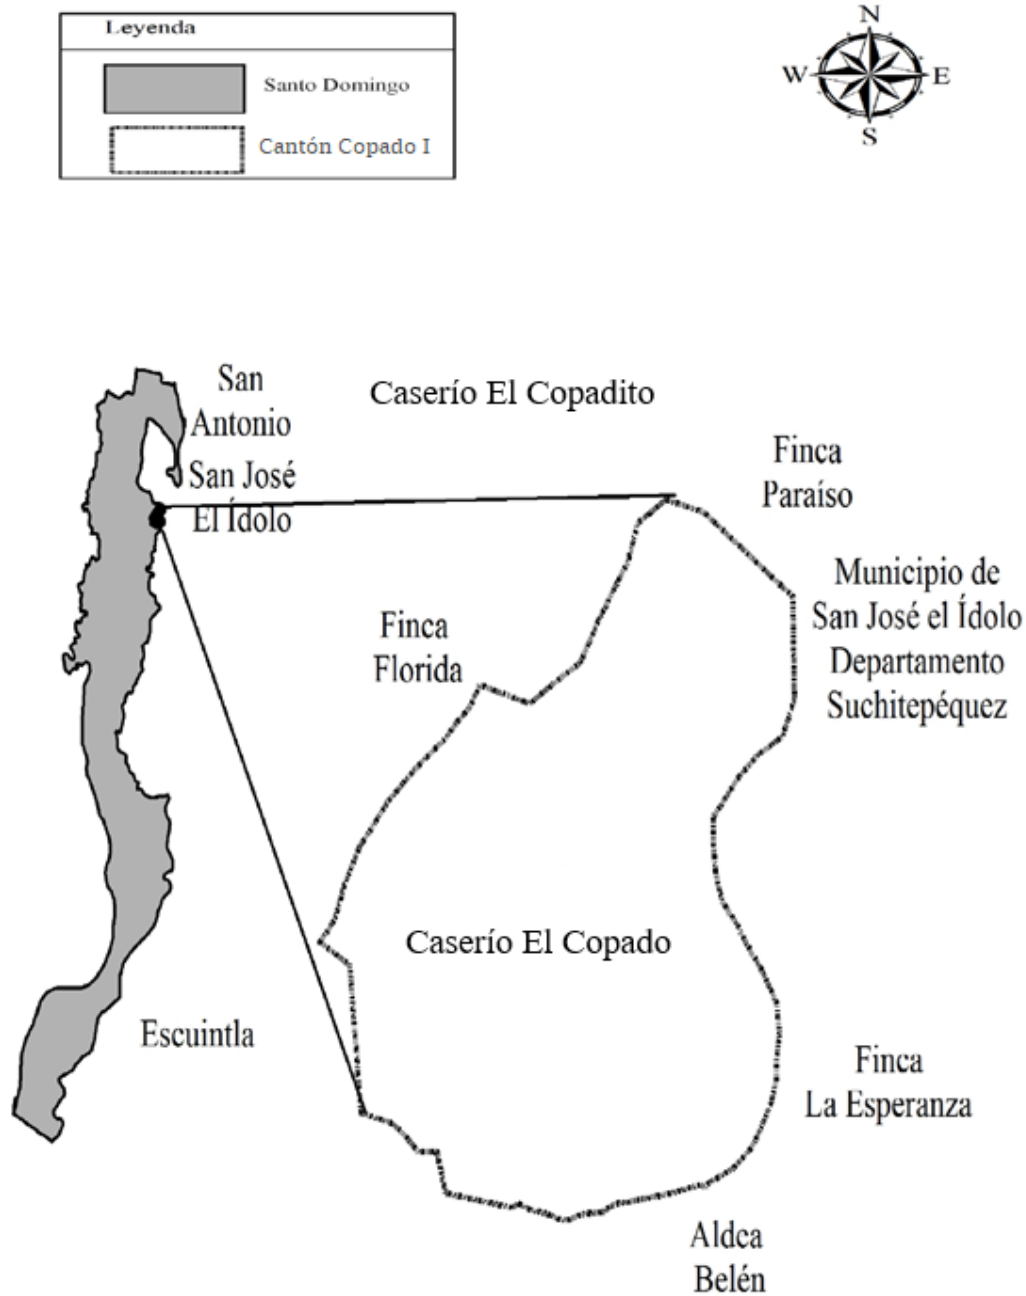 Leyenda
Santo Domingo
Cantón Copado I
N
W
E
S
San
Antonio
San José
El Ídolo
Caserío El Copadito
Finca
Paraíso
Municipio de
San José el Ídolo
Departamento
Suchitepéquez
Finca
Florida
Caserío El Copado
Escuintla
Finca
La Esperanza
Aldca
Belén